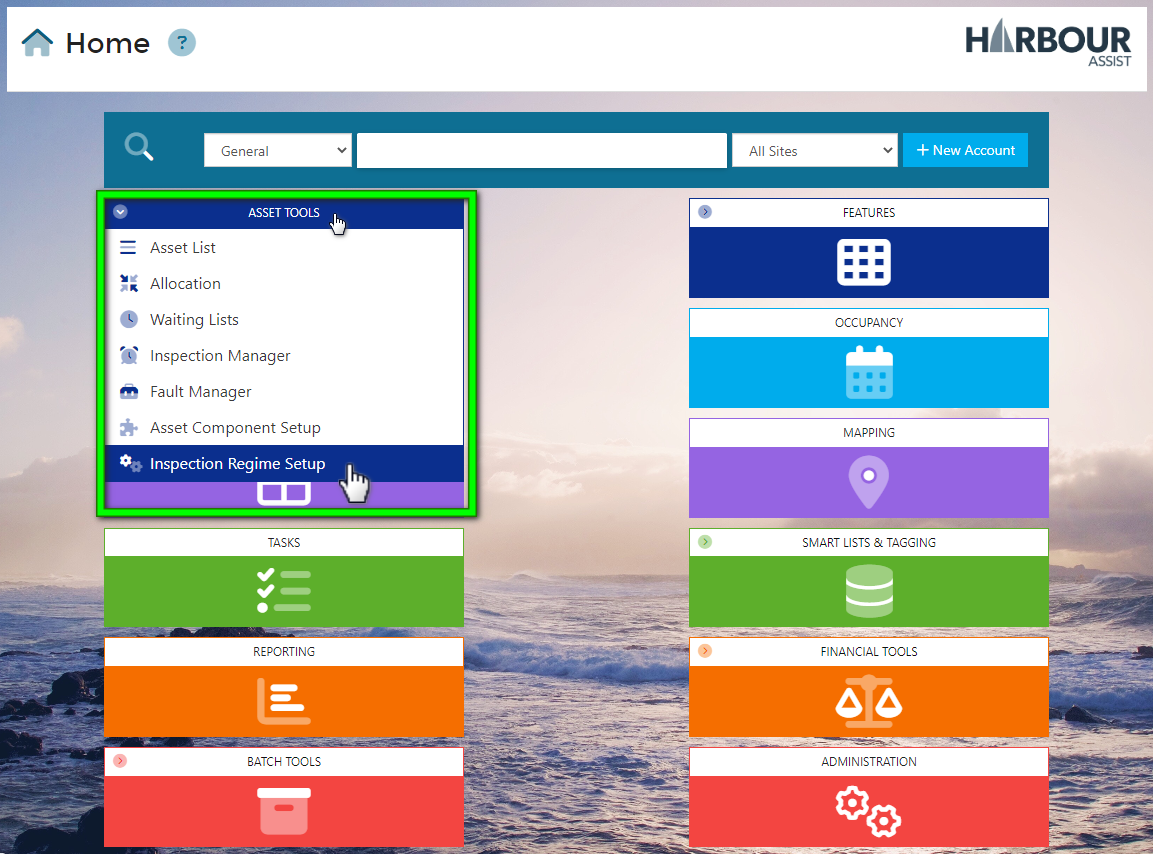 Home ?
HARBOUR
ASSIST
General
All Sites
+ New Account
ASSET TOOLS
Asset List
Allocation
Waiting Lists
Inspection Manager
Fault Manager
Asset Component Setup
Inspection Regime Setup
TASKS
REPORTING
BATCH TOOLS
FEATURES
OCCUPANCY
MAPPING
SMART LISTS & TAGGING
FINANCIAL TOOLS
ADMINISTRATION